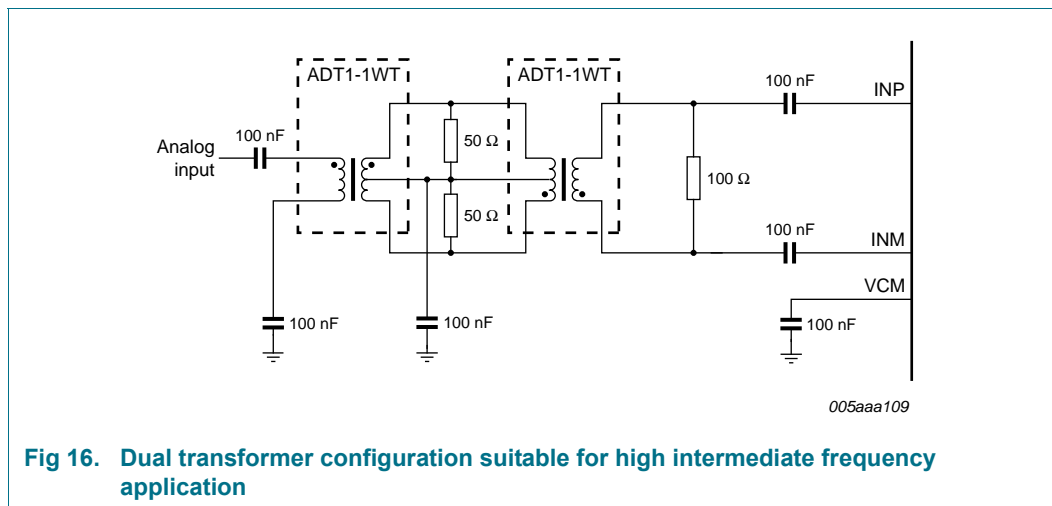 ADT1-1WT
ADT1-1WT
100 nF
INP
Analog
input
100 nF
50 Ω
50 Ω
100 Ω
100 nF
INM
VCM
100 nF
100 nF
100 nF
005aaa109
Fig 16. Dual transformer configuration suitable for high intermediate frequency
application